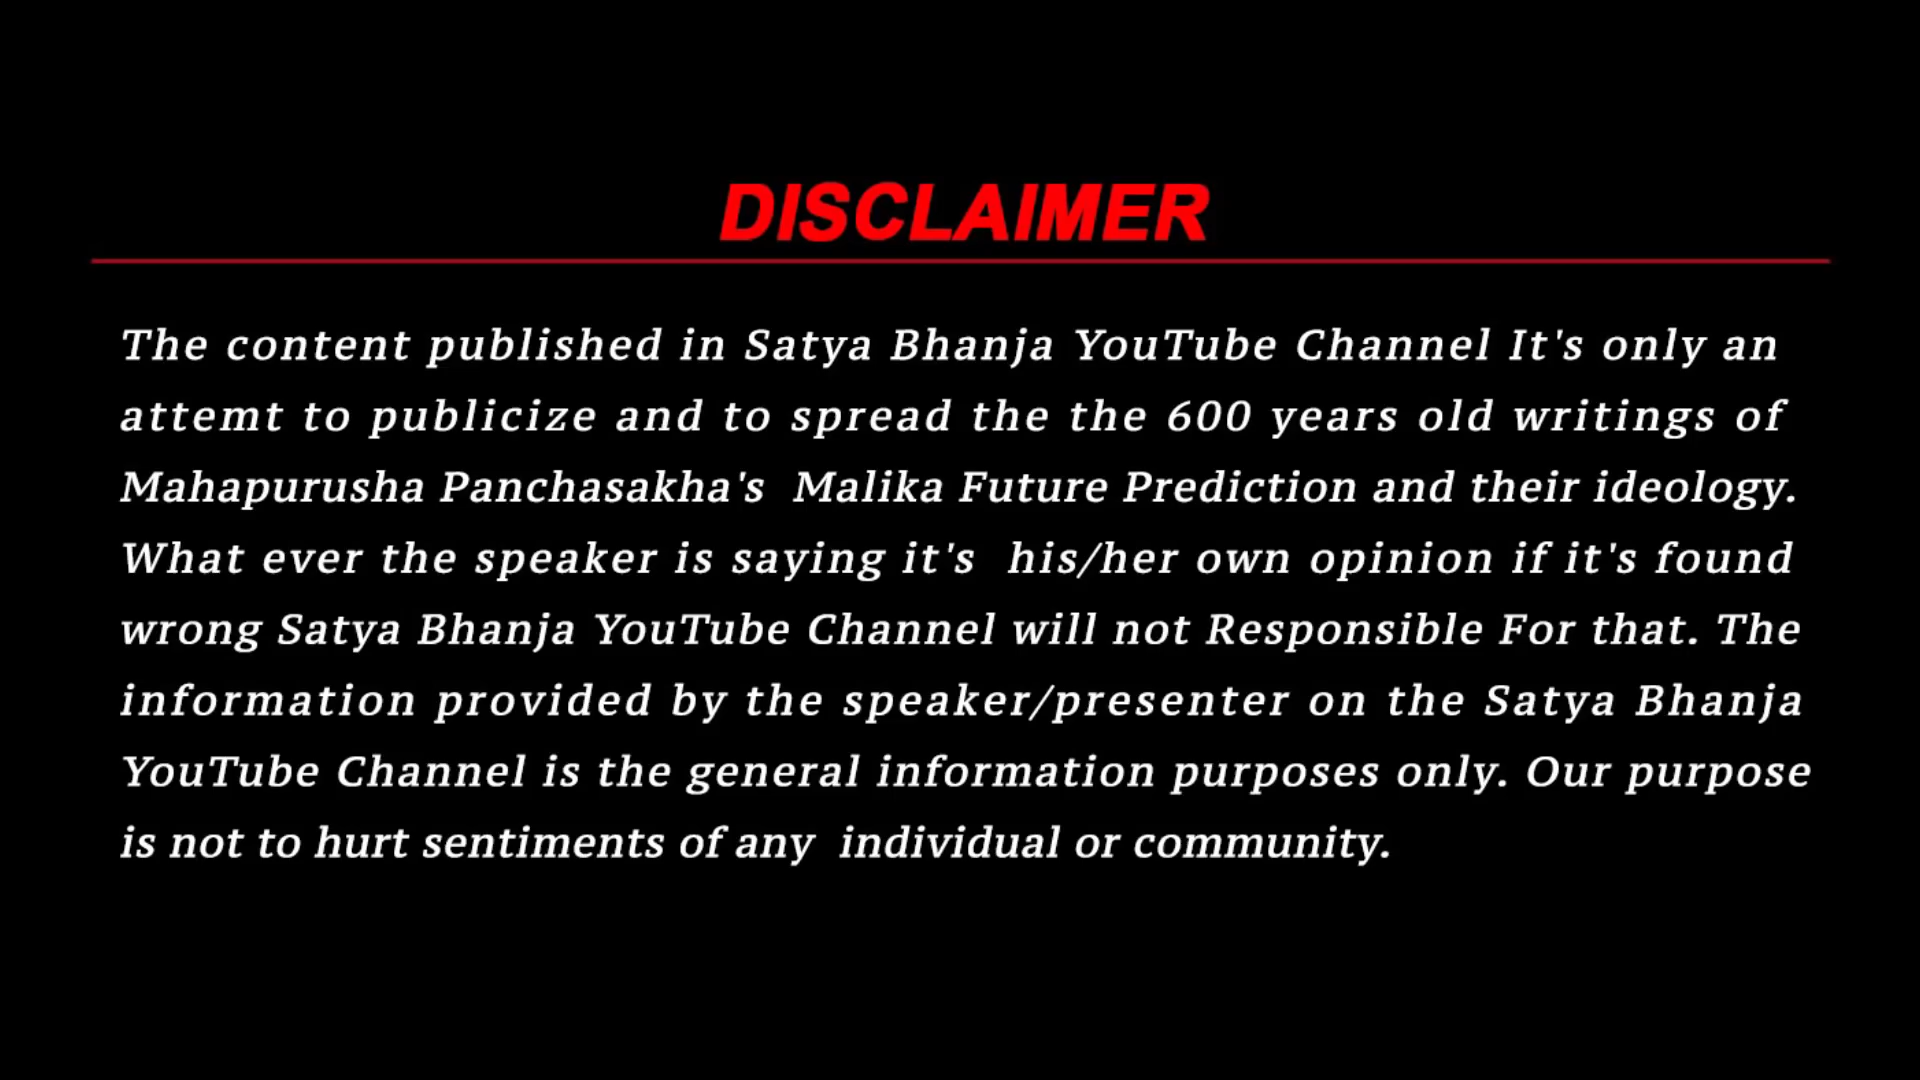 DISCLAIMER
The content published in Satya Bhanja YouTube Channel It's only an
attemt to publicize and to spread the the 600 years old writings of
Mahapurusha Panchasakha's Malika Future Prediction and their ideology.
What ever the speaker is saying it's his/her own opinion if it's found
wrong Satya Bhanja YouTube Channel will not Responsible For that. The
information provided by the speaker/presenter on the Satya Bhanja
YouTube Channel is the general information purposes only. Our purpose
is not to hurt sentiments of any individual or community.